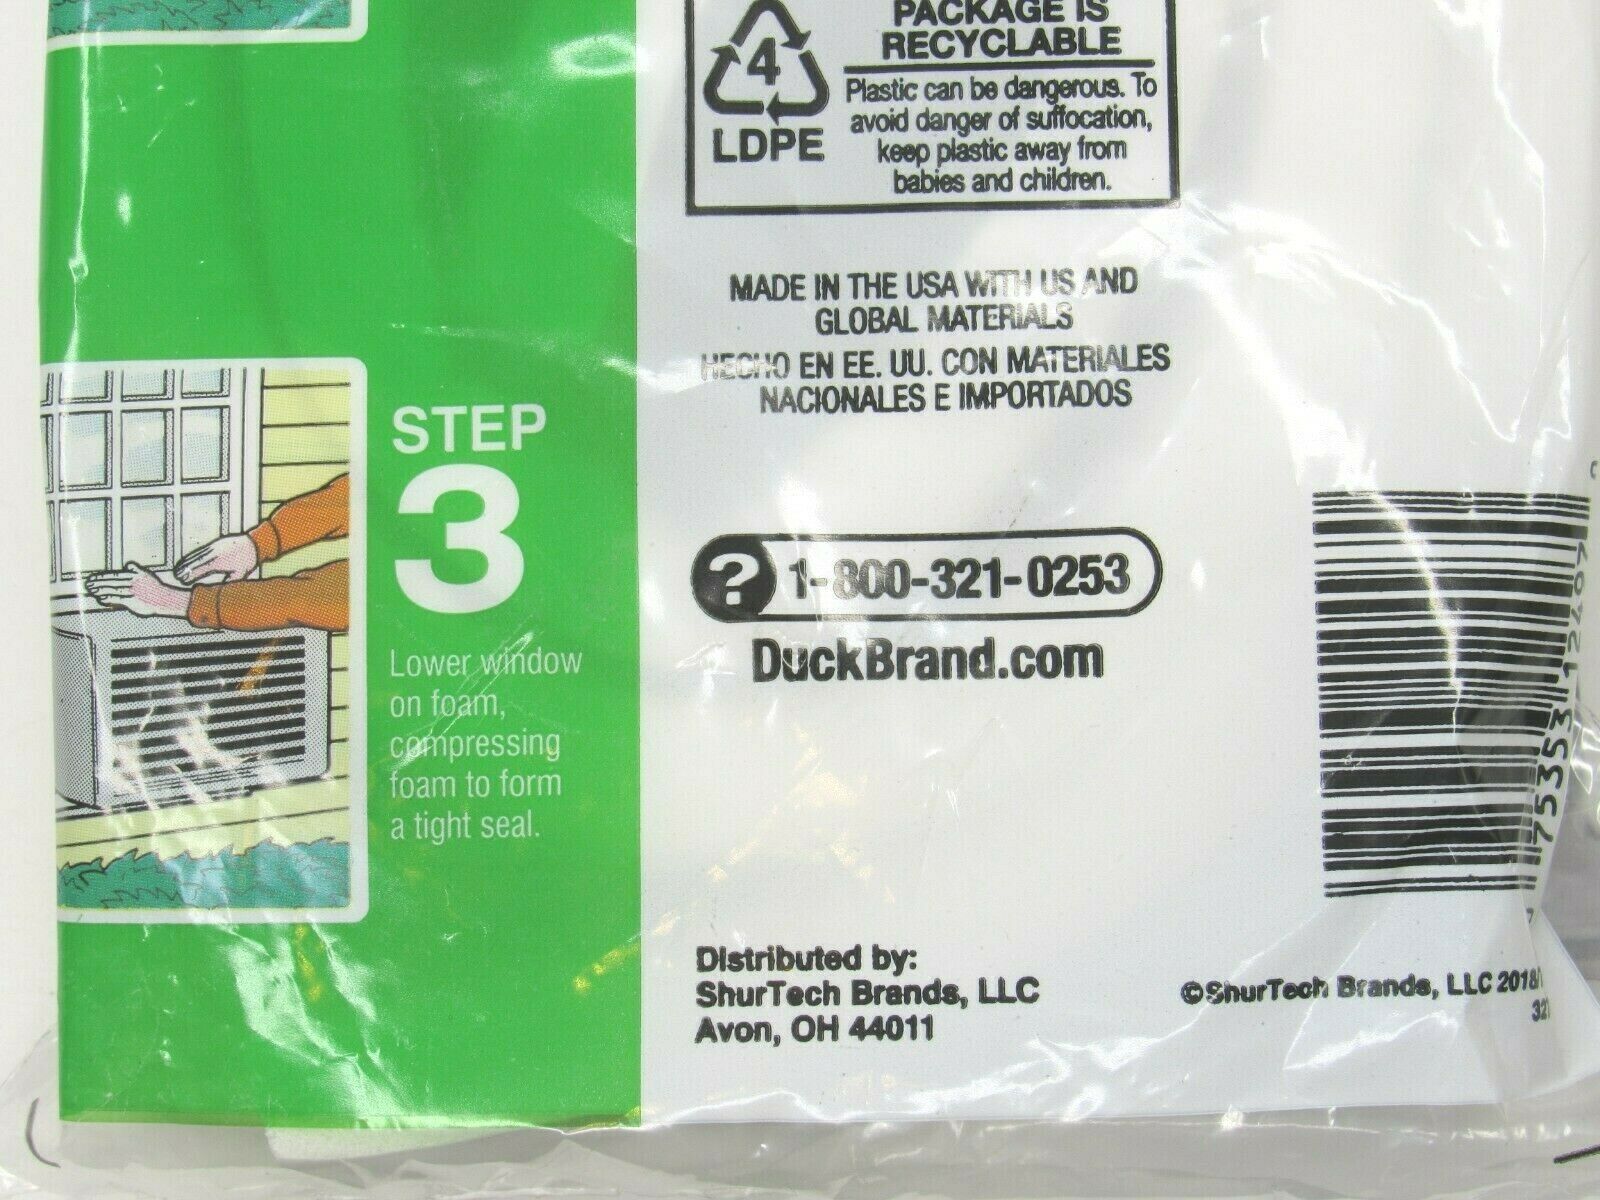 STEP
3
Lower window
on foam,
compressing
foam to form
a tight seal.
4
LDPE
PACKAGE IS
RECYCLABLE
Plastic can be dangerous. To
avoid danger of suffocation,
keep plastic away from
babies and children.
MADE IN THE USA WITH US AND
GLOBAL MATERIALS
HECHO EN EE. UU. CON MATERIALES
NACIONALES E IMPORTADOS
? 1-800-321-0253
DuckBrand.com
Distributed by:
ShurTech Brands, LLC
Avon, OH 44011
©ShurTech Brands, LLC 2018/
75353 12407